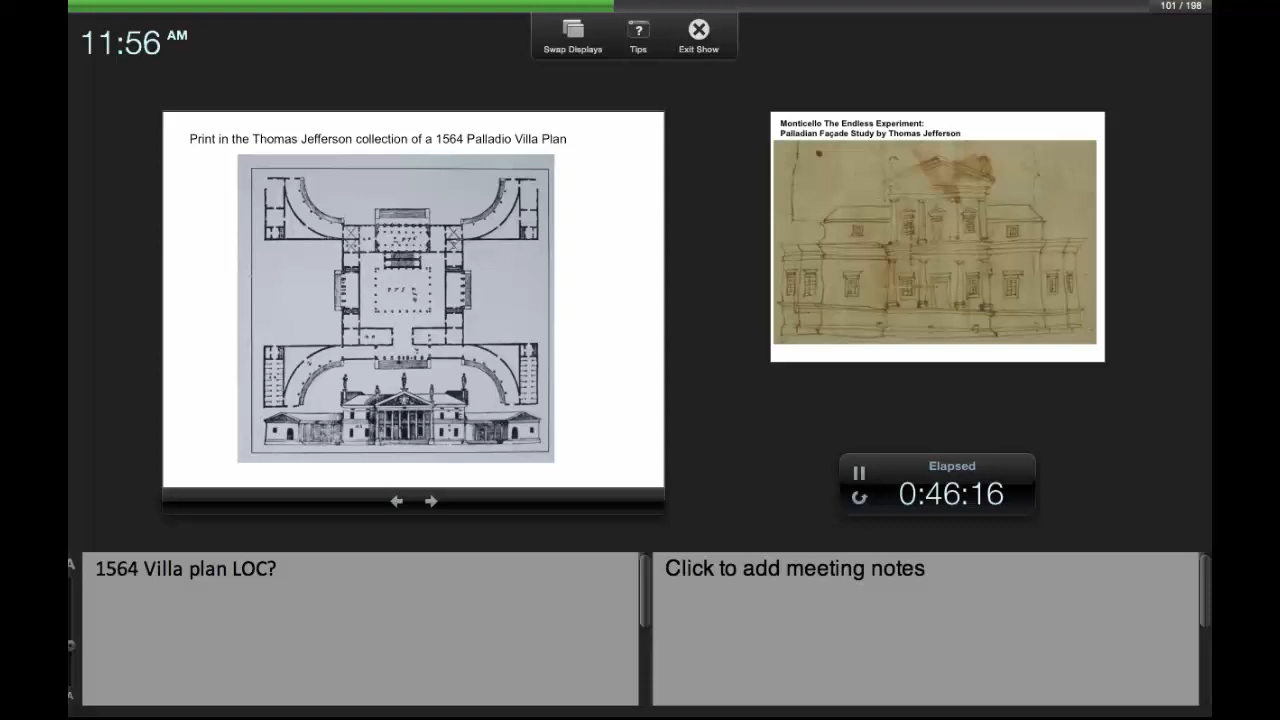 101 / 198
11:56 AM
Swap Displays
Tips
Exit Show
Print in the Thomas Jefferson collection of a 1564 Palladio Villa Plan
Monticello The Endless Experiment:
Palladian Façade Study by Thomas Jefferson
Elapsed
0:46:16
1564 Villa plan LOC?
Click to add meeting notes
A
A